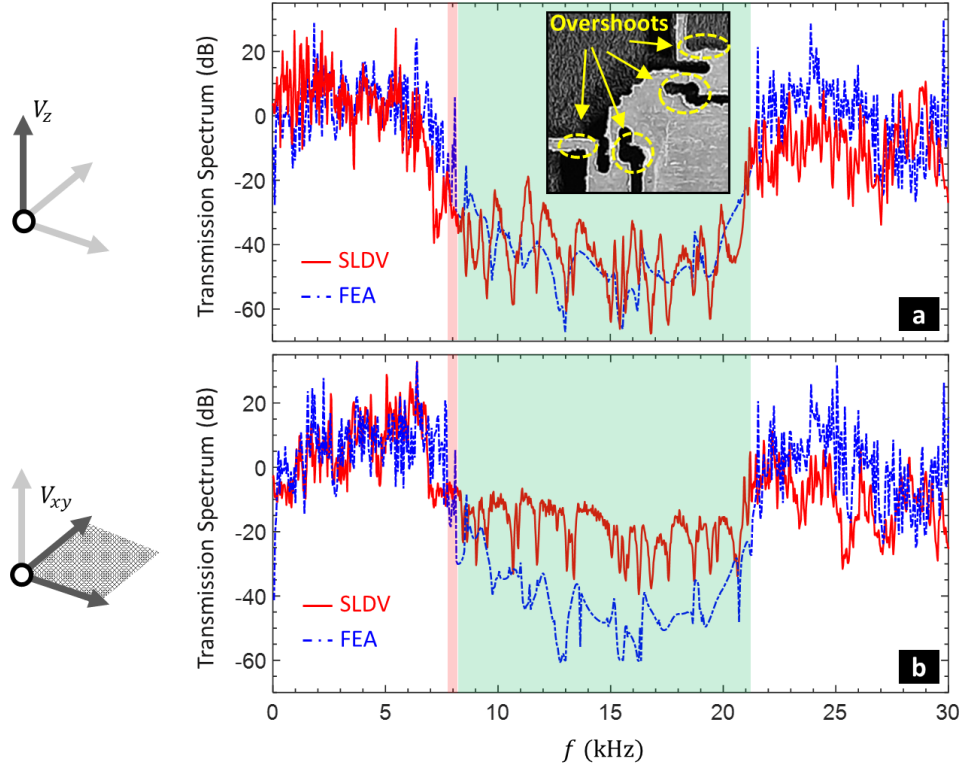 Transmission Spectrum (dB)
20
0
-20
-40
-60
Overshoots
V_z
SLDV
FEA
a
Transmission Spectrum (dB)
20
0
-20
-40
-60
V_xy
SLDV
FEA
b
0
5
10
15
20
25
30
f (kHz)